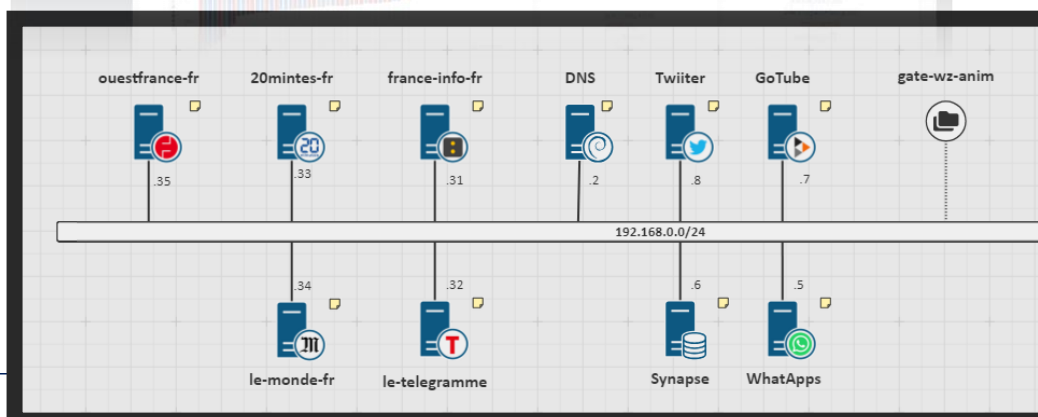 ouestfrance-fr
20mintes-fr
france-info-fr
DNS
Twiiter
GoTube
gate-wz-anim
20
.35
.33
.31
.2
.8
.7
192.168.0.0/24
.34
.32
.6
.5
M
T
le-monde-fr
le-telegramme
Synapse
WhatApps